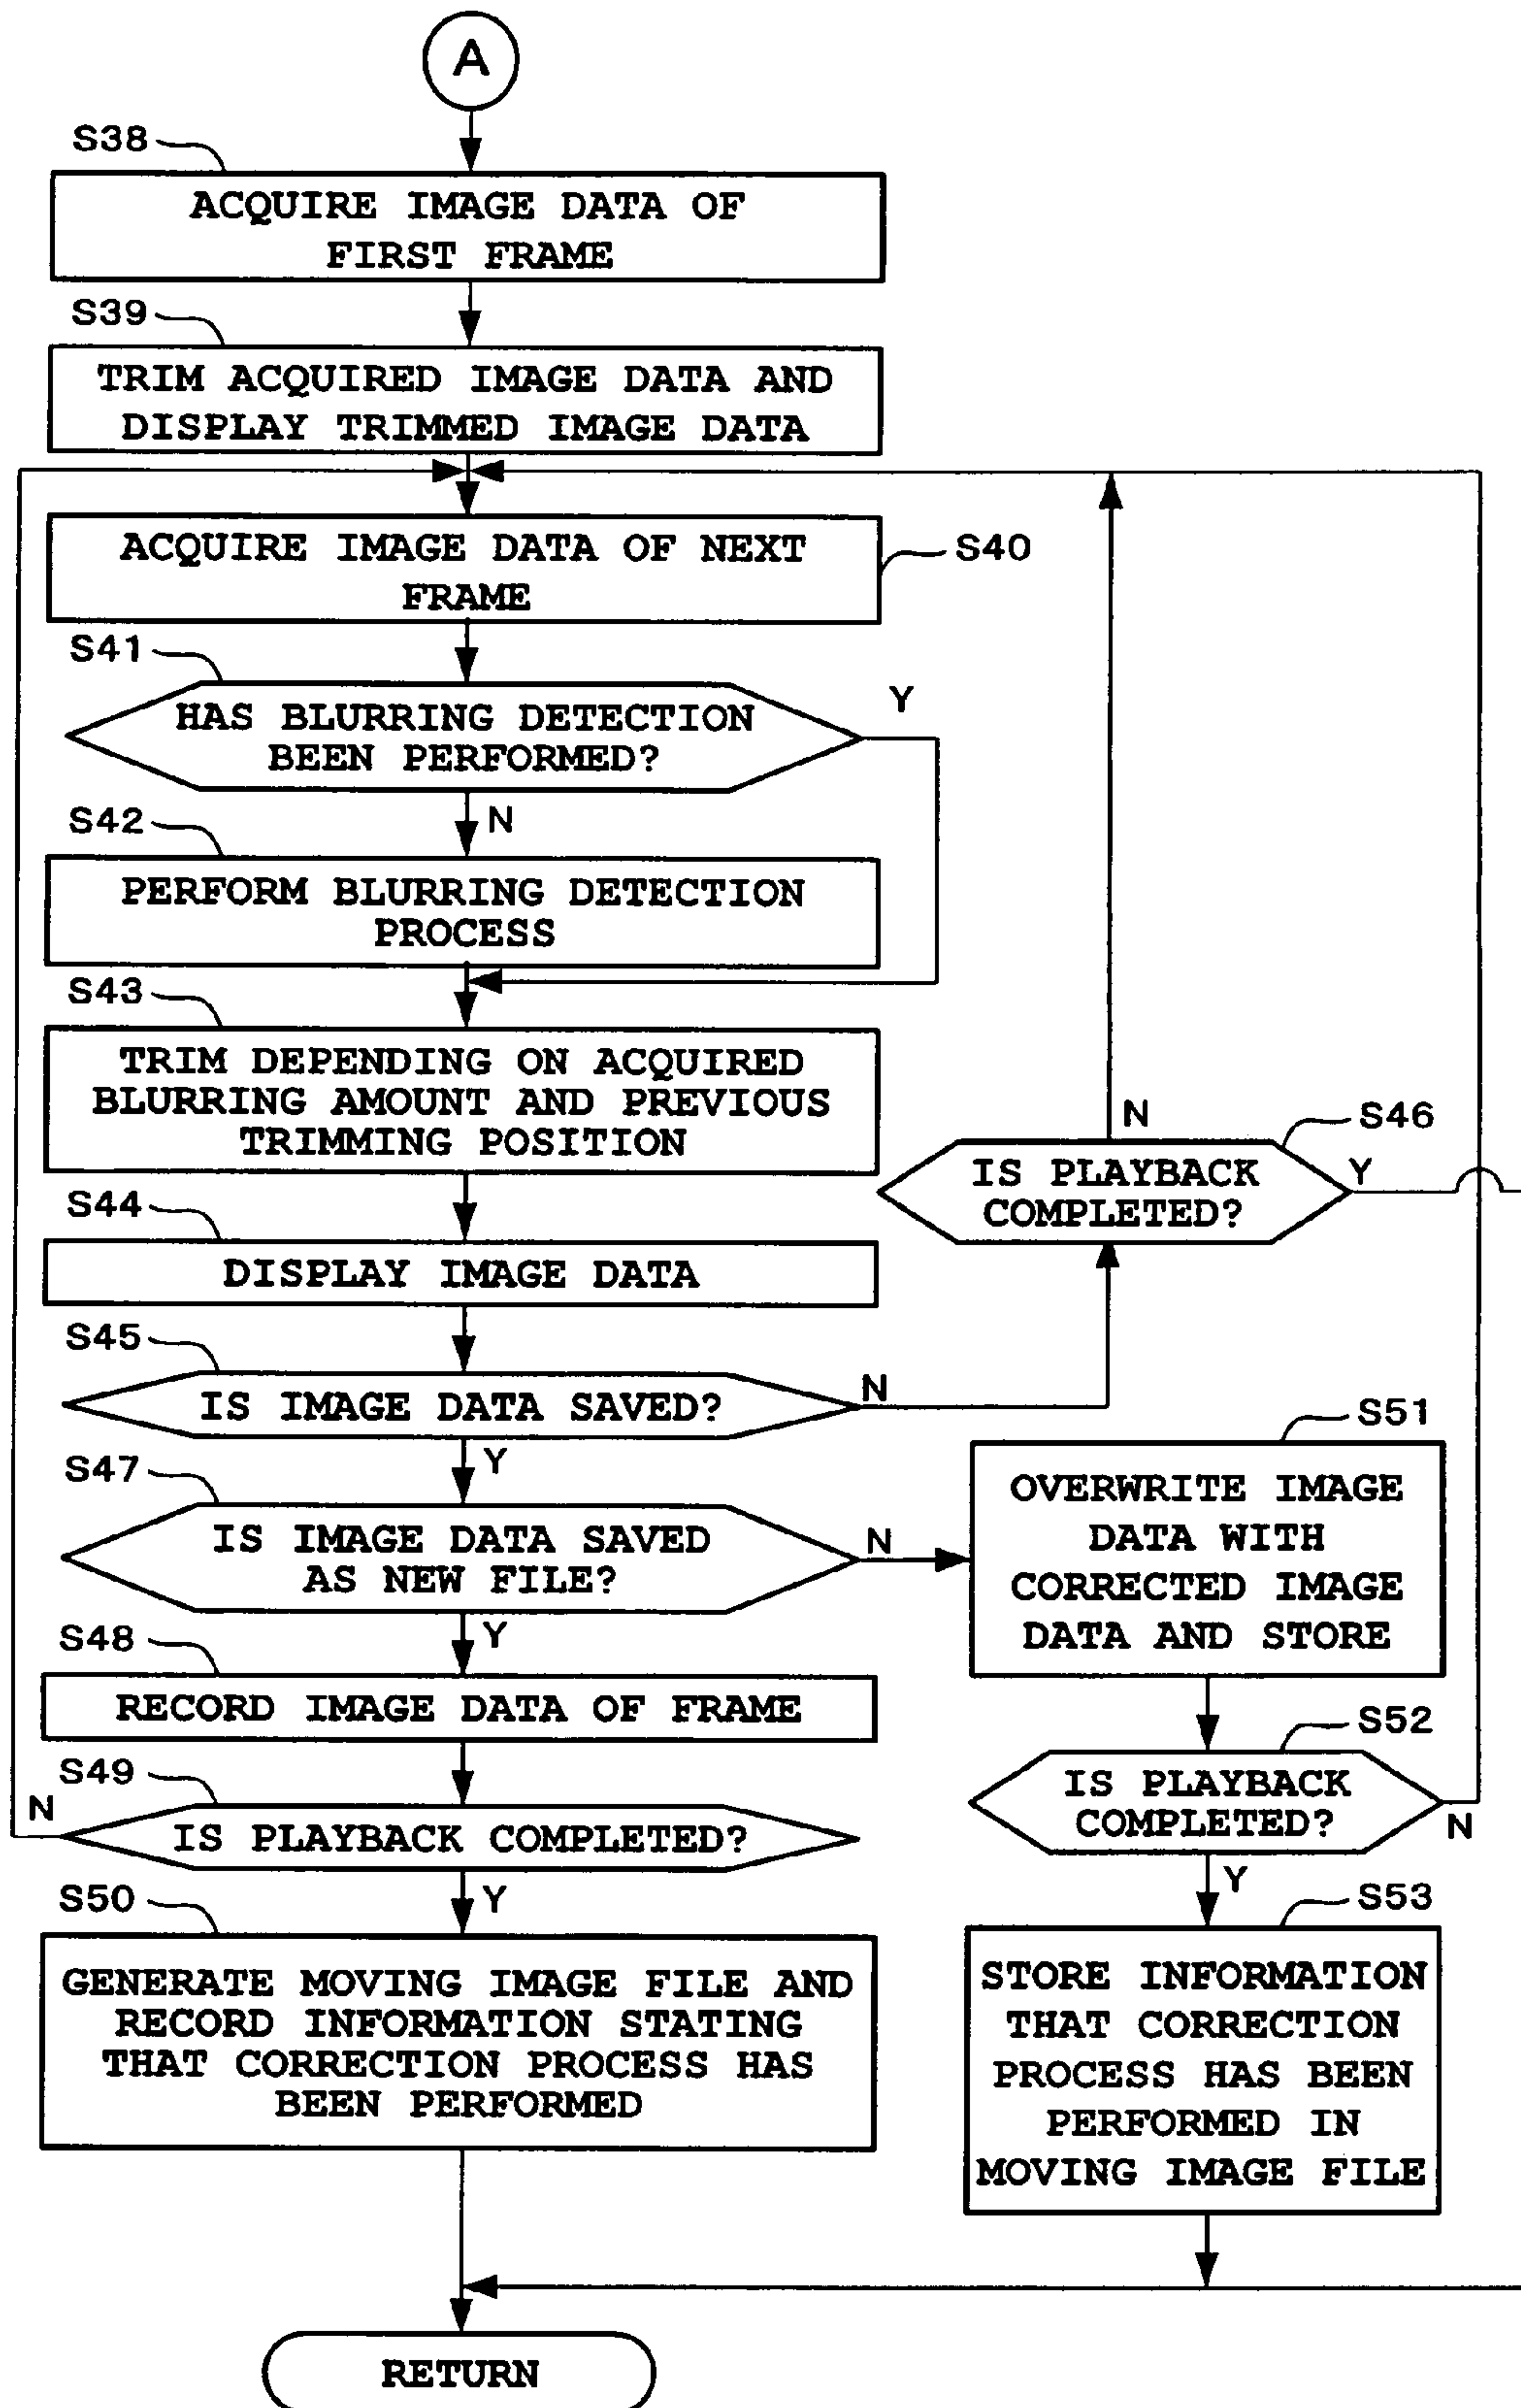 A
S38
ACQUIRE IMAGE DATA OF
FIRST FRAME
S39
TRIM ACQUIRED IMAGE DATA AND
DISPLAY TRIMMED IMAGE DATA
ACQUIRE IMAGE DATA OF NEXT
FRAME
S40
S41
HAS BLURRING DETECTION
BEEN PERFORMED?
Y
N
S42
PERFORM BLURRING DETECTION
PROCESS
S43
TRIM DEPENDING ON ACQUIRED
BLURRING AMOUNT AND PREVIOUS
TRIMMING POSITION
S44
DISPLAY IMAGE DATA
S45
IS IMAGE DATA SAVED?
N
Y
N
S46
IS PLAYBACK
COMPLETED?
Y
S47
IS IMAGE DATA SAVED
AS NEW FILE?
N
Y
S48
RECORD IMAGE DATA OF FRAME
S49
N
IS PLAYBACK COMPLETED?
Y
S50
GENERATE MOVING IMAGE FILE AND
RECORD INFORMATION STATING
THAT CORRECTION PROCESS HAS
BEEN PERFORMED
S51
OVERWRITE IMAGE
DATA WITH
CORRECTED IMAGE
DATA AND STORE
S52
IS PLAYBACK
COMPLETED?
N
Y
S53
STORE INFORMATION
THAT CORRECTION
PROCESS HAS BEEN
PERFORMED IN
MOVING IMAGE FILE
RETURN